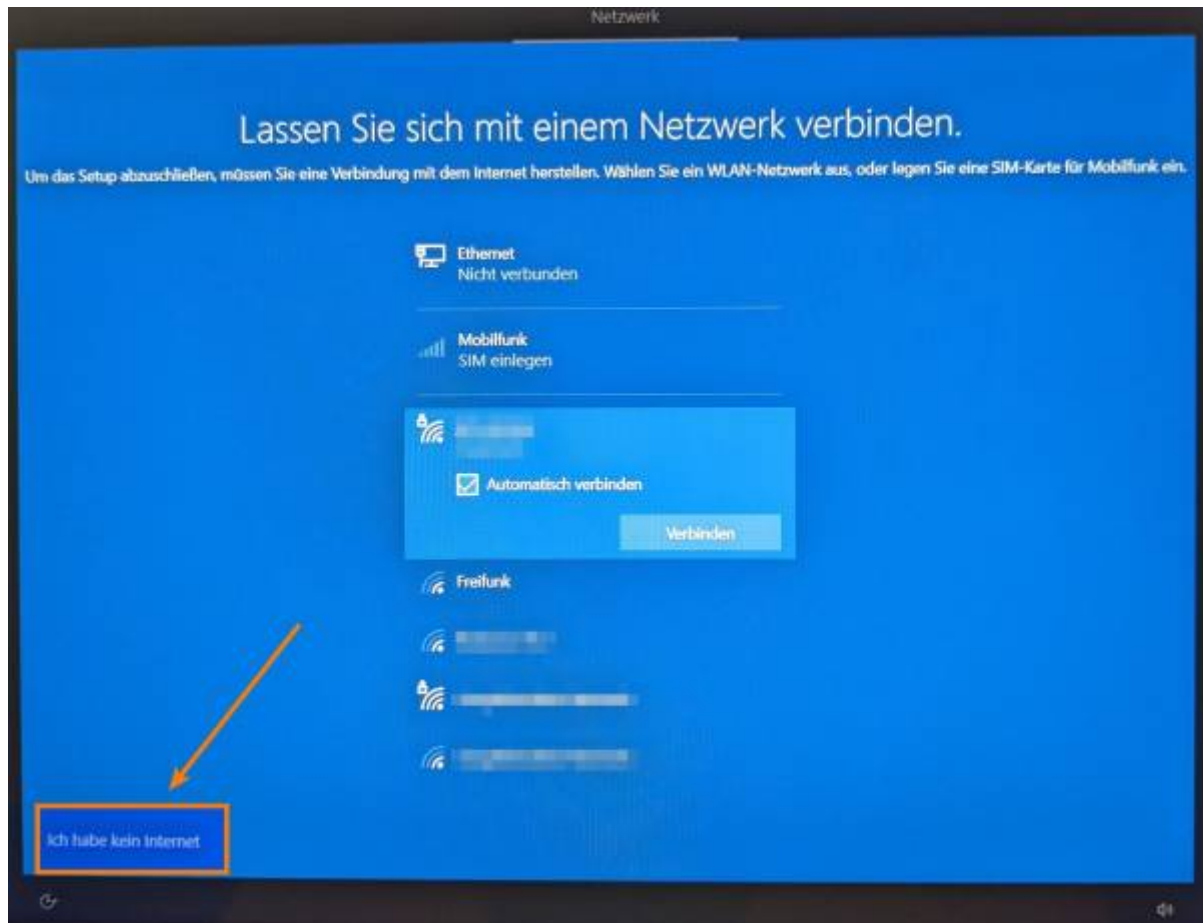 Netzwerk
Lassen Sie sich mit einem Netzwerk verbinden.
Um das Setup abzuschließen, müssen Sie eine Verbindung mit dem Internet herstellen. Wählen Sie ein WLAN-Netzwerk aus, oder legen Sie eine SIM-Karte für Mobilfunk ein.
Ethernet
Nicht verbunden
Mobilfunk
SIM einlegen
Automatisch verbinden
Verbinden
Freifunk
Ich habe kein Internet